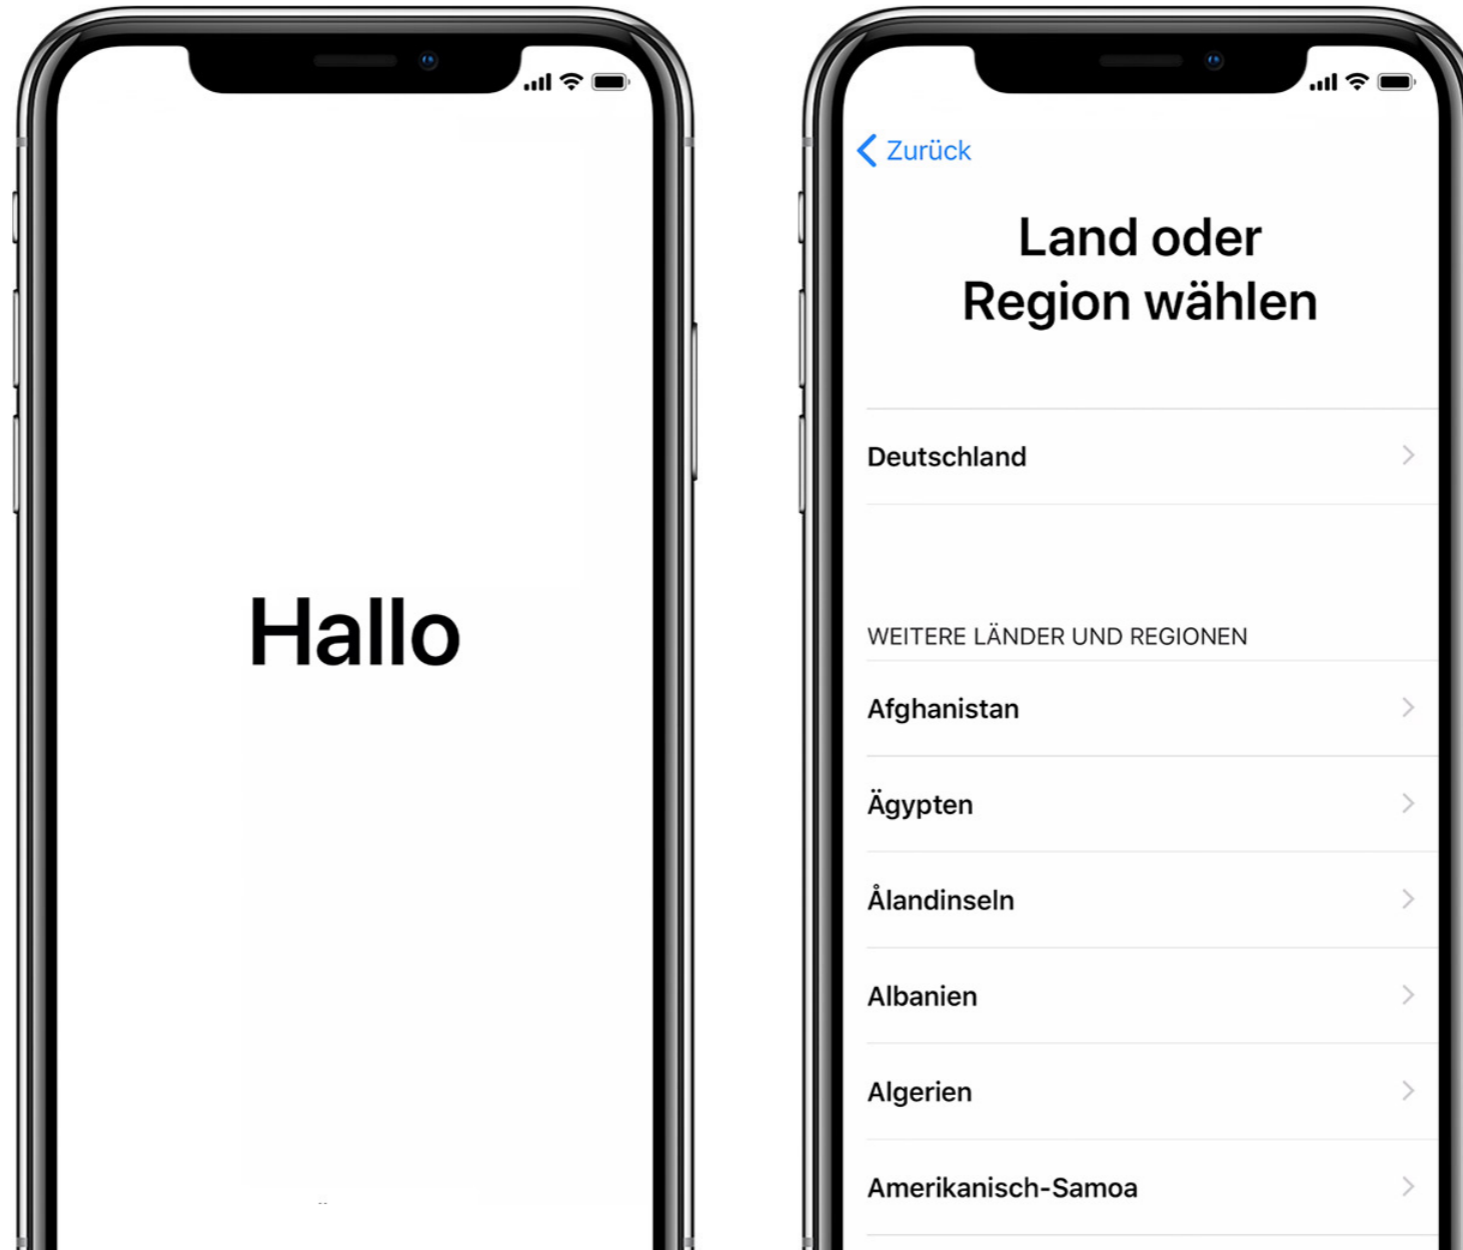 Hallo
Zurück
Land oder
Region wählen
Deutschland
WEITERE LÄNDER UND REGIONEN
Afghanistan
Ägypten
Ålandinseln
Albanien
Algerien
Amerikanisch-Samoa